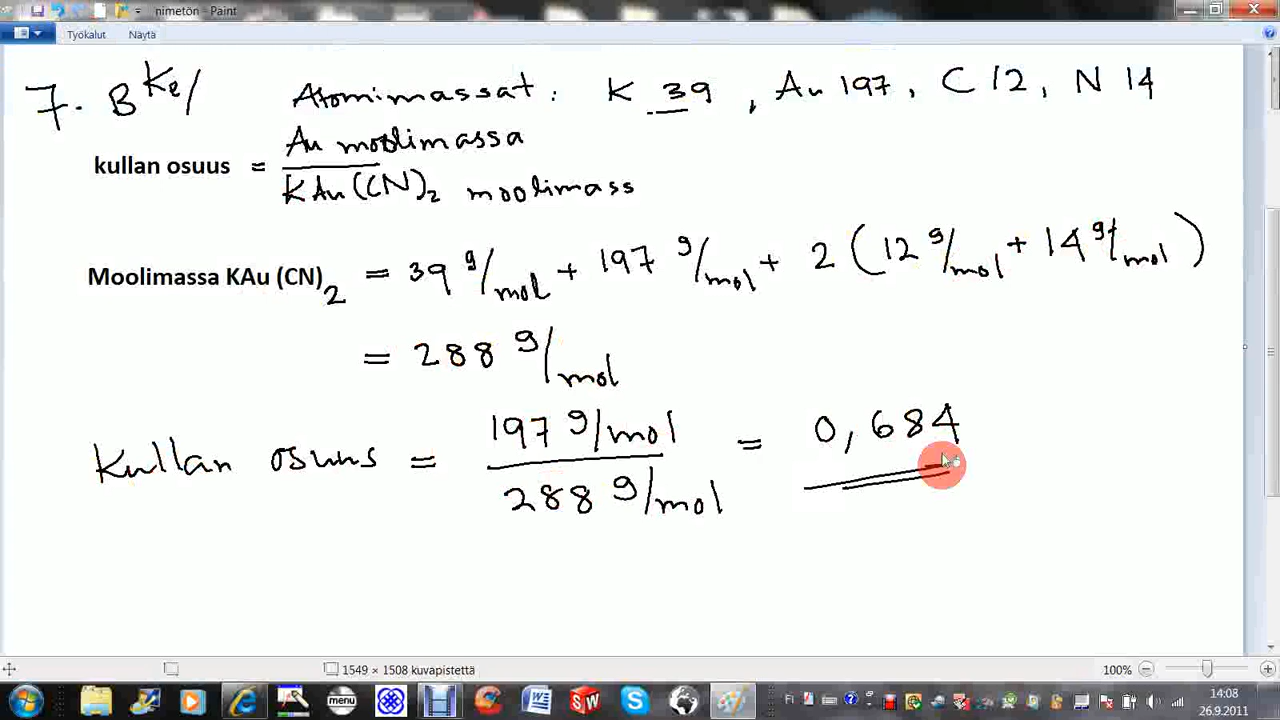 nimetön - Paint
Työkalut Näytä
7. B Ke/ Atomimassat: K 39, Au 197, C 12, N 14
kullan osuus = Au moolimassa
KAu(CN)2 moolimass
Moolimassa KAu (CN)2 = 39 g/mol + 197 g/mol + 2 (12 g/mol + 14 g/mol)
= 288 g/mol
Kullan osuus = 197 g/mol = 0,684
288 g/mol
1549 × 1508 kuvapistettä 100%
menu FI 14:08
26.9.2011